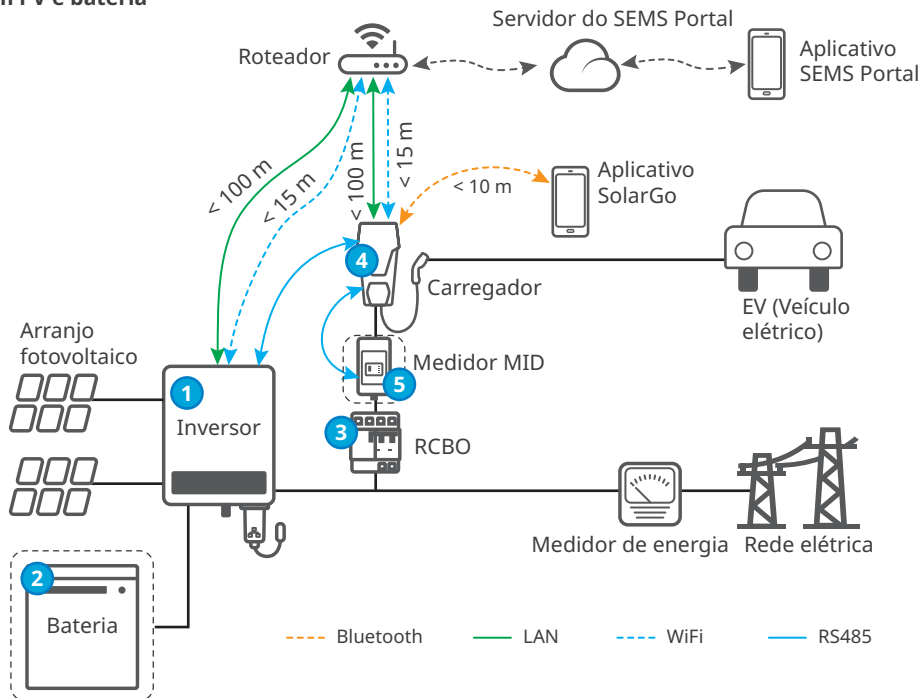 m PV e bateria
Servidor do SEMS Portal
Roteador
Aplicativo
SEMS Portal
< 100 m
< 15 m
< 100 m
< 15 m
< 10 m
Aplicativo
SolarGo
4
Carregador
EV (Veículo
elétrico)
Arranjo
fotovoltaico
Medidor MID
5
1
Inversor
3
RCBO
Medidor de energia
Rede elétrica
2
Bateria
Bluetooth
LAN
WiFi
RS485